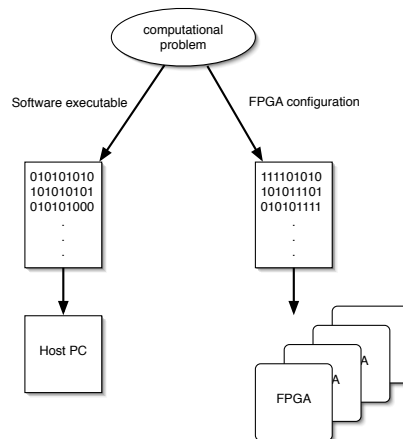 computational
problem
Software executable
FPGA configuration
010101010
101010101
010101000
.
.
.
111101010
101011101
010101111
.
.
.
Host PC
FPGA
A
A